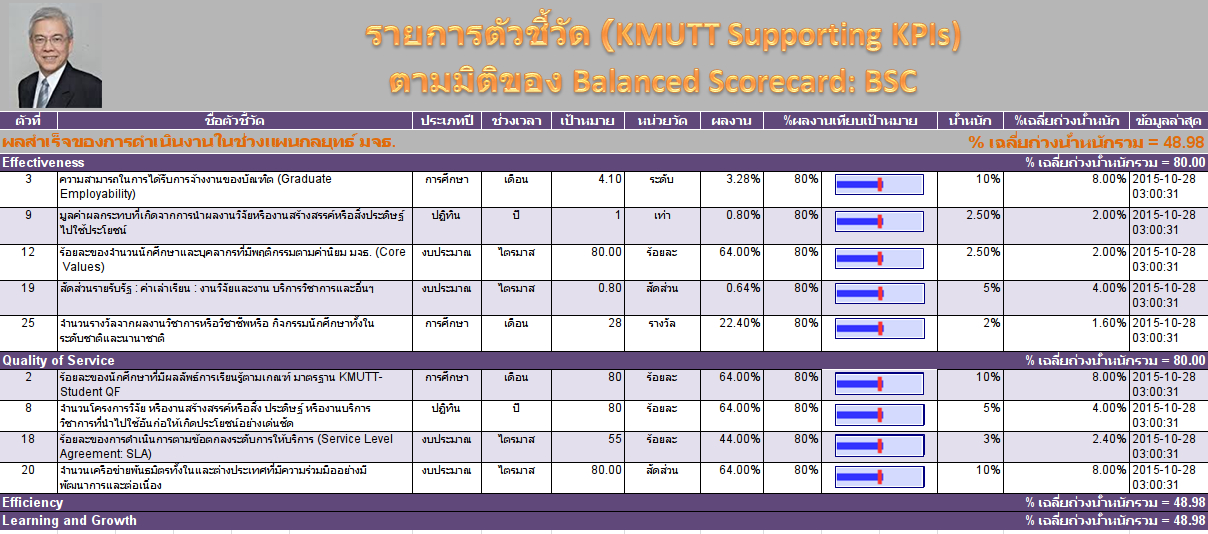 รายการตัวชี้วัด (KMUTT Supporting KPIs)
ตามมิติของ Balanced Scorecard: BSC
ตัวที่ ชื่อตัวชี้วัด ประเภทปี ช่วงเวลา เป้าหมาย หน่วยวัด ผลงาน %ผลงานเทียบเป้าหมาย น้ำหนัก %เฉลี่ยถ่วงน้ำหนัก ข้อมูลล่าสุด
ผลสำเร็จของการดำเนินงานในช่วงแผนกลยุทธ์ มจธ. % เฉลี่ยถ่วงน้ำหนักรวม = 48.98
Effectiveness % เฉลี่ยถ่วงน้ำหนักรวม = 80.00
3 ความสามารถในการได้รับการจ้างงานของบัณฑิต (Graduate การศึกษา เดือน 4.10 ระดับ 3.28% 80% 10% 8.00% 2015-10-28
Employability) 03:00:31
9 มูลค่าผลกระทบที่เกิดจากการนำผลงานวิจัยหรืองานสร้างสรรค์หรือสิ่งประดิษฐ์ ปฏิทิน ปี 1 เท่า 0.80% 80% 2.50% 2.00% 2015-10-28
ไปใช้ประโยชน์ 03:00:31
12 ร้อยละของจำนวนนักศึกษาและบุคลากรที่มีพฤติกรรมตามค่านิยม มจธ. (Core งบประมาณ ไตรมาส 80.00 ร้อยละ 64.00% 80% 2.50% 2.00% 2015-10-28
Values) 03:00:31
19 สัดส่วนรายรับรัฐ : ค่าเล่าเรียน : งานวิจัยและงาน บริการวิชาการและอื่นๆ งบประมาณ ไตรมาส 0.80 สัดส่วน 0.64% 80% 5% 4.00% 2015-10-28
03:00:31
25 จำนวนรางวัลจากผลงานวิชาการหรือวิชาชีพหรือ กิจกรรมนักศึกษาทั้งใน การศึกษา เดือน 28 รางวัล 22.40% 80% 2% 1.60% 2015-10-28
ระดับชาติและนานาชาติ 03:00:31
Quality of Service % เฉลี่ยถ่วงน้ำหนักรวม = 80.00
2 ร้อยละของนักศึกษาที่มีผลลัพธ์การเรียนรู้ตามเกณฑ์ มาตรฐาน KMUTT- การศึกษา เดือน 80 ร้อยละ 64.00% 80% 10% 8.00% 2015-10-28
Student QF 03:00:31
8 จำนวนโครงการวิจัย หรืองานสร้างสรรค์หรือสิ่ง ประดิษฐ์ หรืองานบริการ ปฏิทิน ปี 80 ร้อยละ 64.00% 80% 5% 4.00% 2015-10-28
วิชาการที่นำไปใช้อันก่อให้เกิดประโยชน์อย่างเด่นชัด 03:00:31
18 ร้อยละของการดำเนินการตามข้อตกลงระดับการให้บริการ (Service Level งบประมาณ ไตรมาส 55 ร้อยละ 44.00% 80% 3% 2.40% 2015-10-28
Agreement: SLA) 03:00:31
20 จำนวนเครือข่ายพันธมิตรทั้งในและต่างประเทศที่มีความร่วมมืออย่างมี งบประมาณ ไตรมาส 80.00 สัดส่วน 64.00% 80% 10% 8.00% 2015-10-28
พัฒนาการและต่อเนื่อง 03:00:31
Efficiency % เฉลี่ยถ่วงน้ำหนักรวม = 48.98
Learning and Growth % เฉลี่ยถ่วงน้ำหนักรวม = 48.98